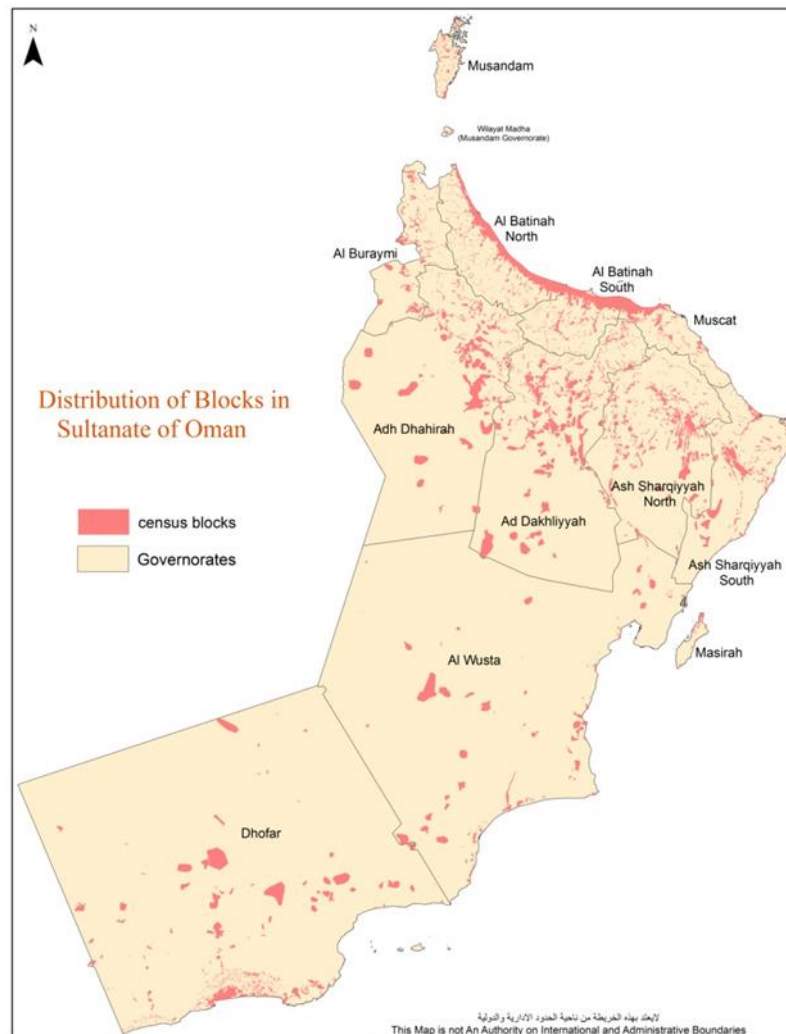 N
Musandam
Wilayat Madha
(Musandam Governorate)
Al Batinah
North
Al Buraymi
Al Batinah
South
Muscat
Distribution of Blocks in
Sultanate of Oman
Adh Dhahirah
census blocks
Governorates
Ash Sharqiyyah
North
Ad Dakhliyyah
Ash Sharqiyyah
South
Masirah
Al Wusta
Dhofar
لايعتد بهذه الخريطة من ناحية الحدود الادارية والدولية
This Map is not An Authority on International and Administrative Boundaries